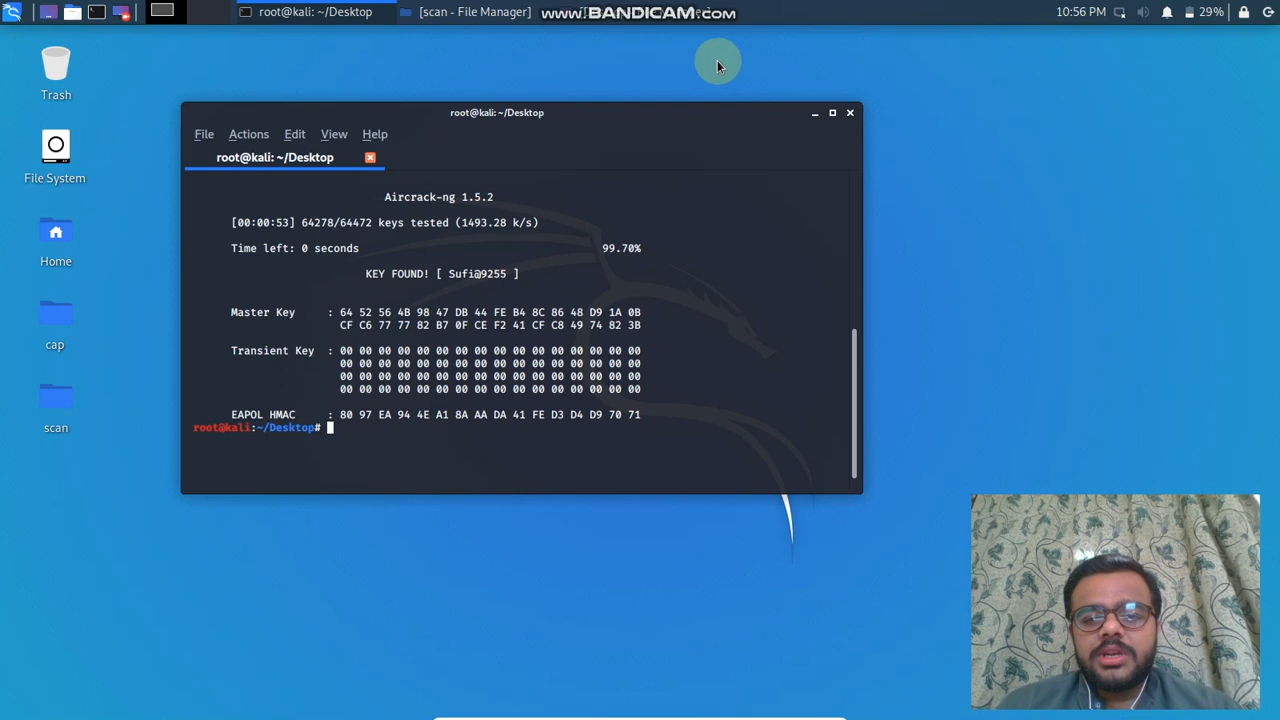 root@kali: ~/Desktop
[scan - File Manager]
WWW.BANDICAM.COM
10:56 PM
29%
Trash
File System
Home
cap
scan
root@kali: ~/Desktop
File Actions Edit View Help
root@kali: ~/Desktop
Aircrack-ng 1.5.2
[00:00:53] 64278/64472 keys tested (1493.28 k/s)
Time left: 0 seconds 99.70%
KEY FOUND! [ Sufi@9255 ]
Master Key : 64 52 56 4B 98 47 DB 44 FE B4 8C 86 48 D9 1A 0B
CF C6 77 77 82 B7 0F CE F2 41 CF C8 49 74 82 3B
Transient Key : 00 00 00 00 00 00 00 00 00 00 00 00 00 00 00 00
00 00 00 00 00 00 00 00 00 00 00 00 00 00 00 00
00 00 00 00 00 00 00 00 00 00 00 00 00 00 00 00
00 00 00 00 00 00 00 00 00 00 00 00 00 00 00 00
EAPOL HMAC : 80 97 EA 94 4E A1 8A AA DA 41 FE D3 D4 D9 70 71
root@kali:~/Desktop#